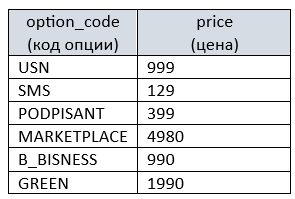 option_code price
(код опции) (цена)
USN 999
SMS 129
PODPISANT 399
MARKETPLACE 4980
B_BISNESS 990
GREEN 1990